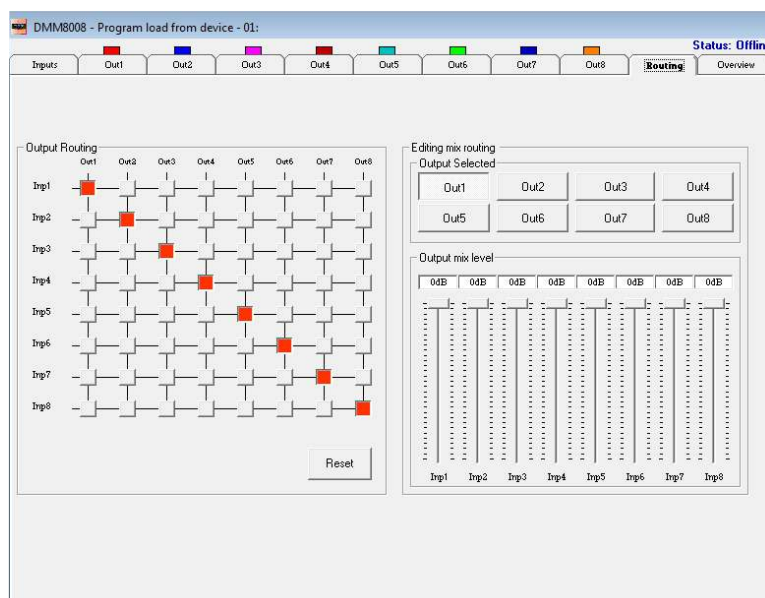 DMM8008 - Program load from device - 01:
Status: Offlin
Inputs Out1 Out2 Out3 Out4 Out5 Out6 Out7 Out8 Routing Overview
Output Routing
Out1 Out2 Out3 Out4 Out5 Out6 Out7 Out8
Inp1
Inp2
Inp3
Inp4
Inp5
Inp6
Inp7
Inp8
Reset
Editing mix routing
Output Selected
Out1 Out2 Out3 Out4
Out5 Out6 Out7 Out8
Output mix level
0dB 0dB 0dB 0dB 0dB 0dB 0dB 0dB
Inp1 Inp2 Inp3 Inp4 Inp5 Inp6 Inp7 Inp8